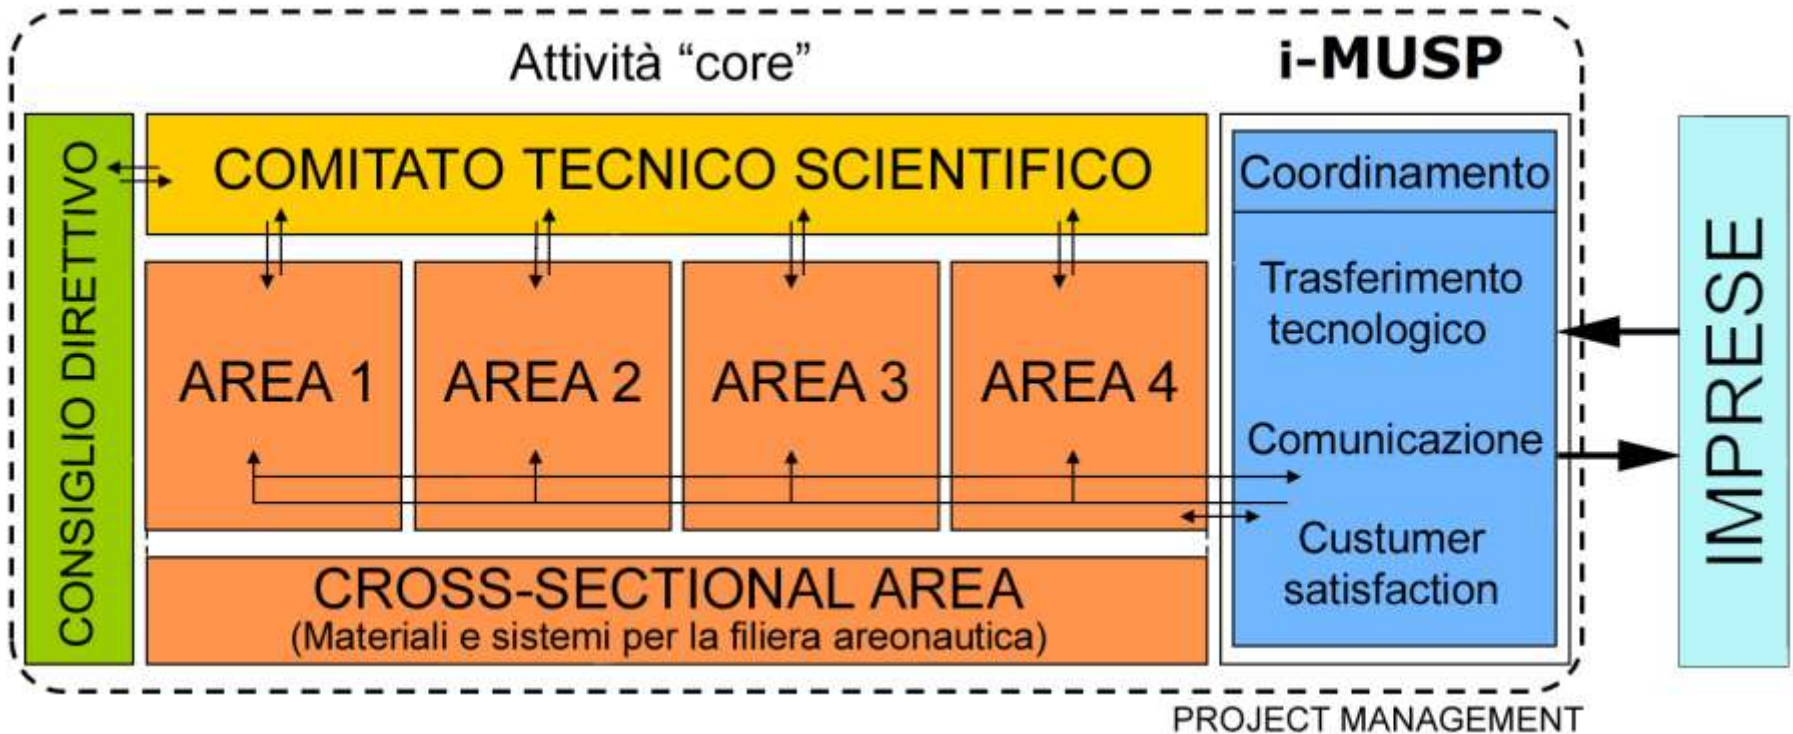 Attività “core”
i-MUSP
CONSIGLIO DIRETTIVO
COMITATO TECNICO SCIENTIFICO
AREA 1
AREA 2
AREA 3
AREA 4
CROSS-SECTIONAL AREA
(Materiali e sistemi per la filiera areonautica)
Coordinamento
Trasferimento
tecnologico
Comunicazione
Custumer
satisfaction
IMPRESE
PROJECT MANAGEMENT